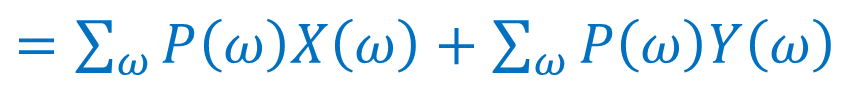 = ∑_ω P(ω)X(ω) + ∑_ω P(ω)Y(ω)